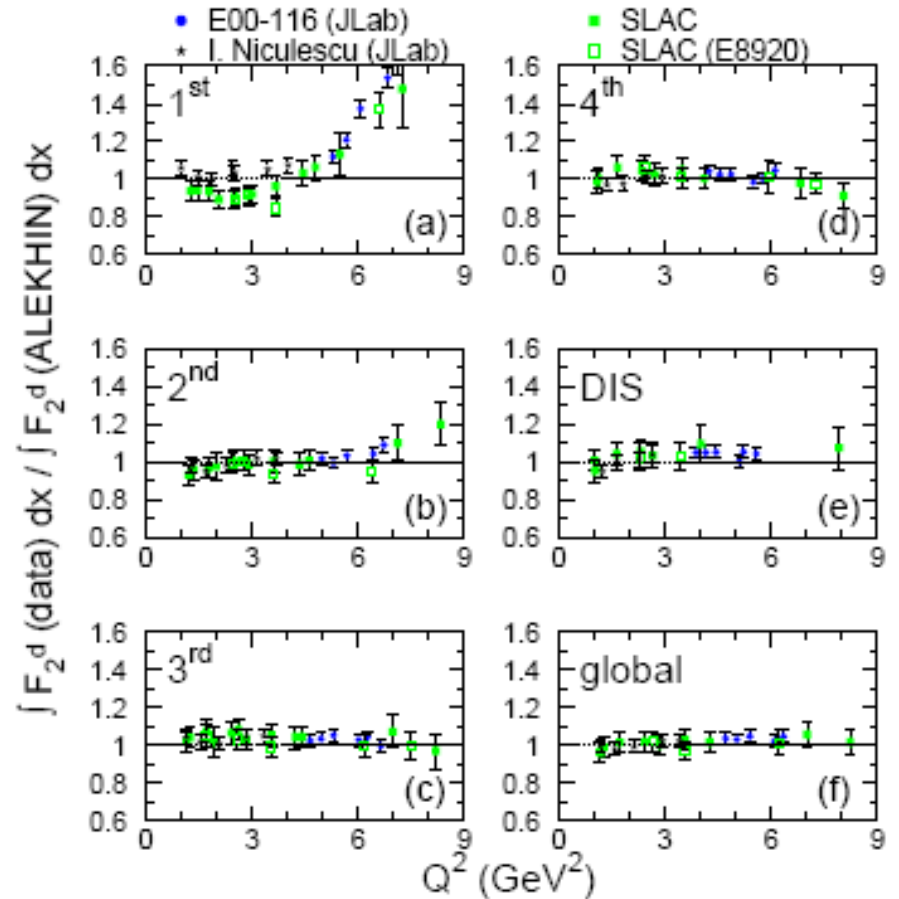 E00-116 (JLab)
I. Niculescu (JLab)
SLAC
SLAC (E8920)
∫ F₂ᵈ (data) dx / ∫ F₂ᵈ (ALEKHIN) dx
1.6
1.4
1.2
1
0.8
0.6
1st
(a)
0 3 6 9
1.6
1.4
1.2
1
0.8
0.6
4th
(d)
0 3 6 9
1.6
1.4
1.2
1
0.8
0.6
2nd
(b)
0 3 6 9
1.6
1.4
1.2
1
0.8
0.6
DIS
(e)
0 3 6 9
1.6
1.4
1.2
1
0.8
0.6
3rd
(c)
0 3 6 9
1.6
1.4
1.2
1
0.8
0.6
global
(f)
0 3 6 9
Q² (GeV²)